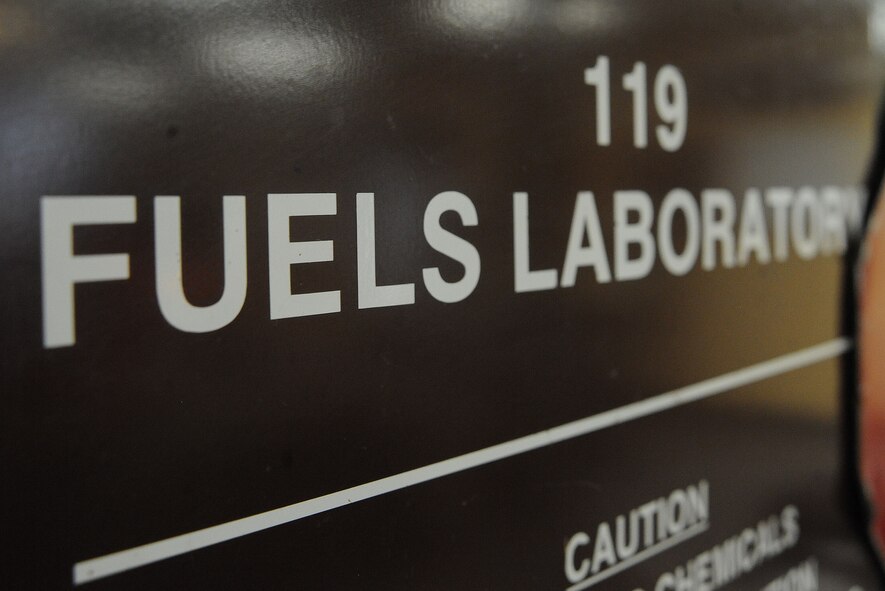 119
FUELS LABORATORY
CAUTION
CHEMICALS